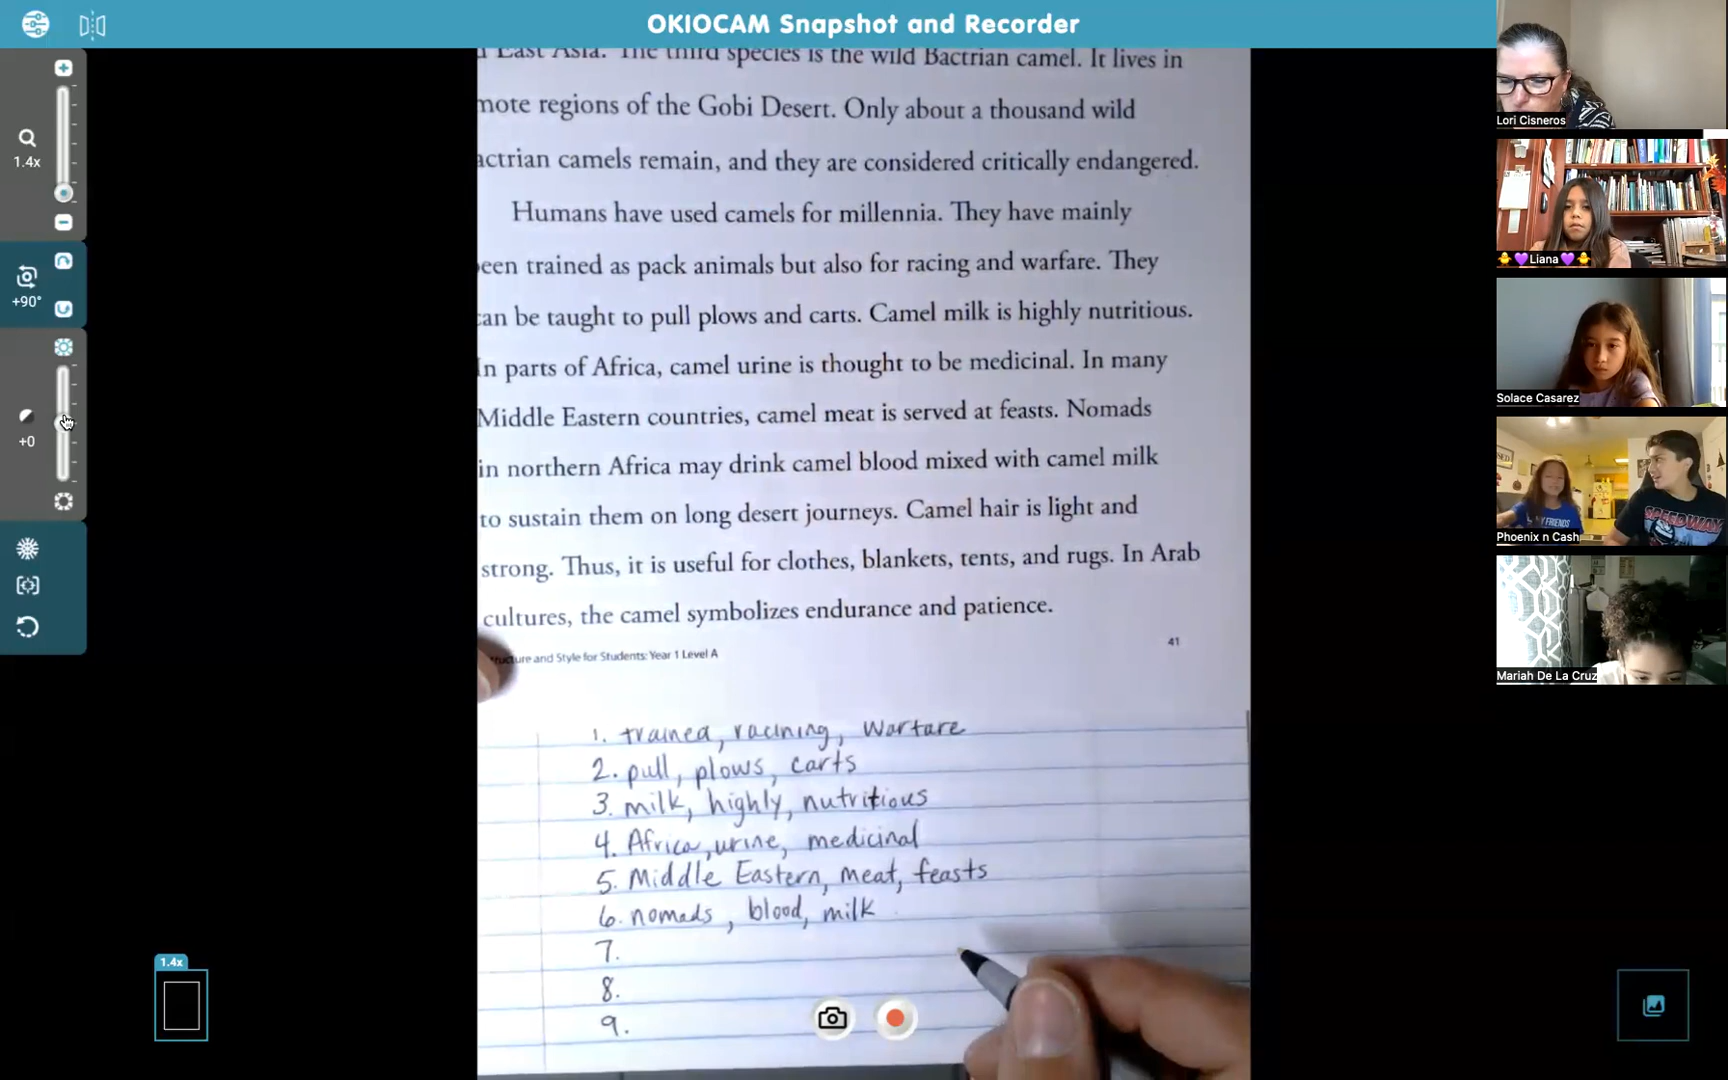 OKIOCAM Snapshot and Recorder
East Asia. The third species is the wild Bactrian camel. It lives in
mote regions of the Gobi Desert. Only about a thousand wild
actrian camels remain, and they are considered critically endangered.
Humans have used camels for millennia. They have mainly
een trained as pack animals but also for racing and warfare. They
can be taught to pull plows and carts. Camel milk is highly nutritious.
In parts of Africa, camel urine is thought to be medicinal. In many
Middle Eastern countries, camel meat is served at feasts. Nomads
in northern Africa may drink camel blood mixed with camel milk
to sustain them on long desert journeys. Camel hair is light and
strong. Thus, it is useful for clothes, blankets, tents, and rugs. In Arab
cultures, the camel symbolizes endurance and patience.
ructure and Style for Students: Year 1 Level A
41
1. trained, racining, warfare
2. pull, plows, carts
3. milk, highly, nutritious
4. Africa, urine, medicinal
5. Middle Eastern, meat, feasts
6. nomads, blood, milk
7.
8.
9.
1.4x
+90°
+0
1.4x
Lori Cisneros
Liana
Solace Casarez
MY FRIENDS
SPEEDWAY
Phoenix n Cash
Mariah De La Cruz